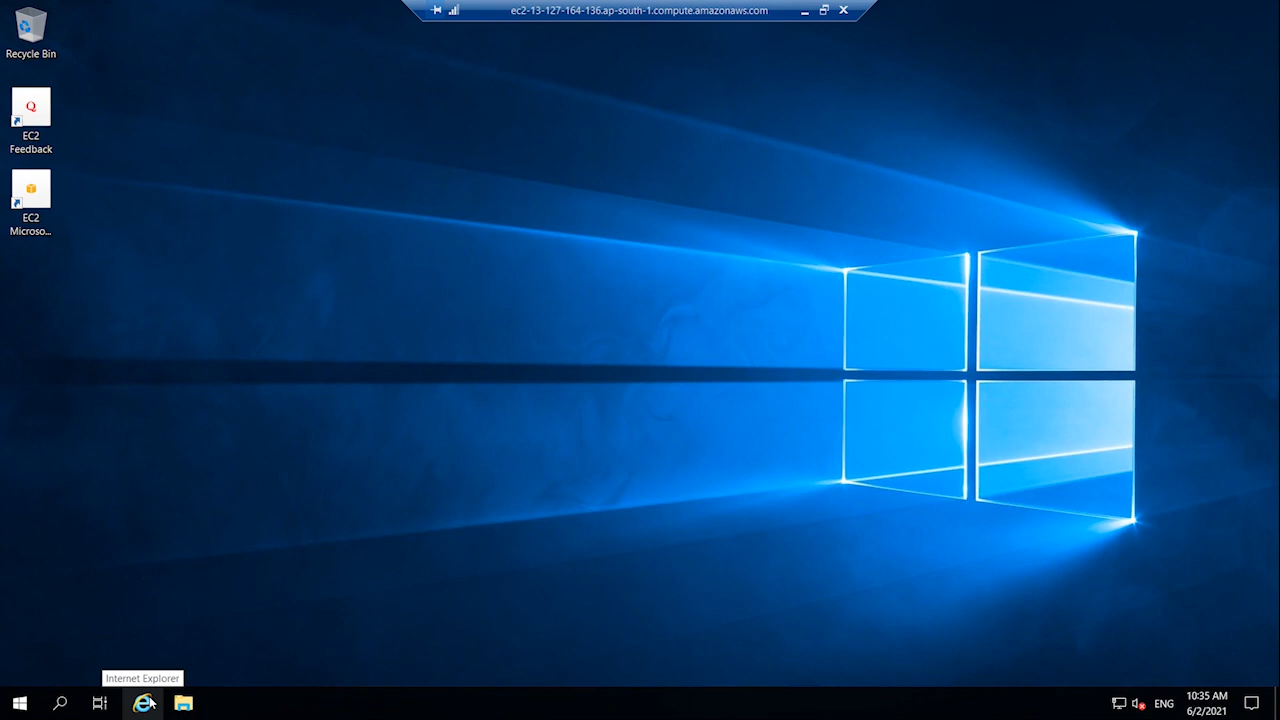 ec2-13-127-164-136.ap-south-1.compute.amazonaws.com
Recycle Bin
Q
EC2
Feedback
EC2
Microso...
Internet Explorer
ENG
10:35 AM
6/2/2021